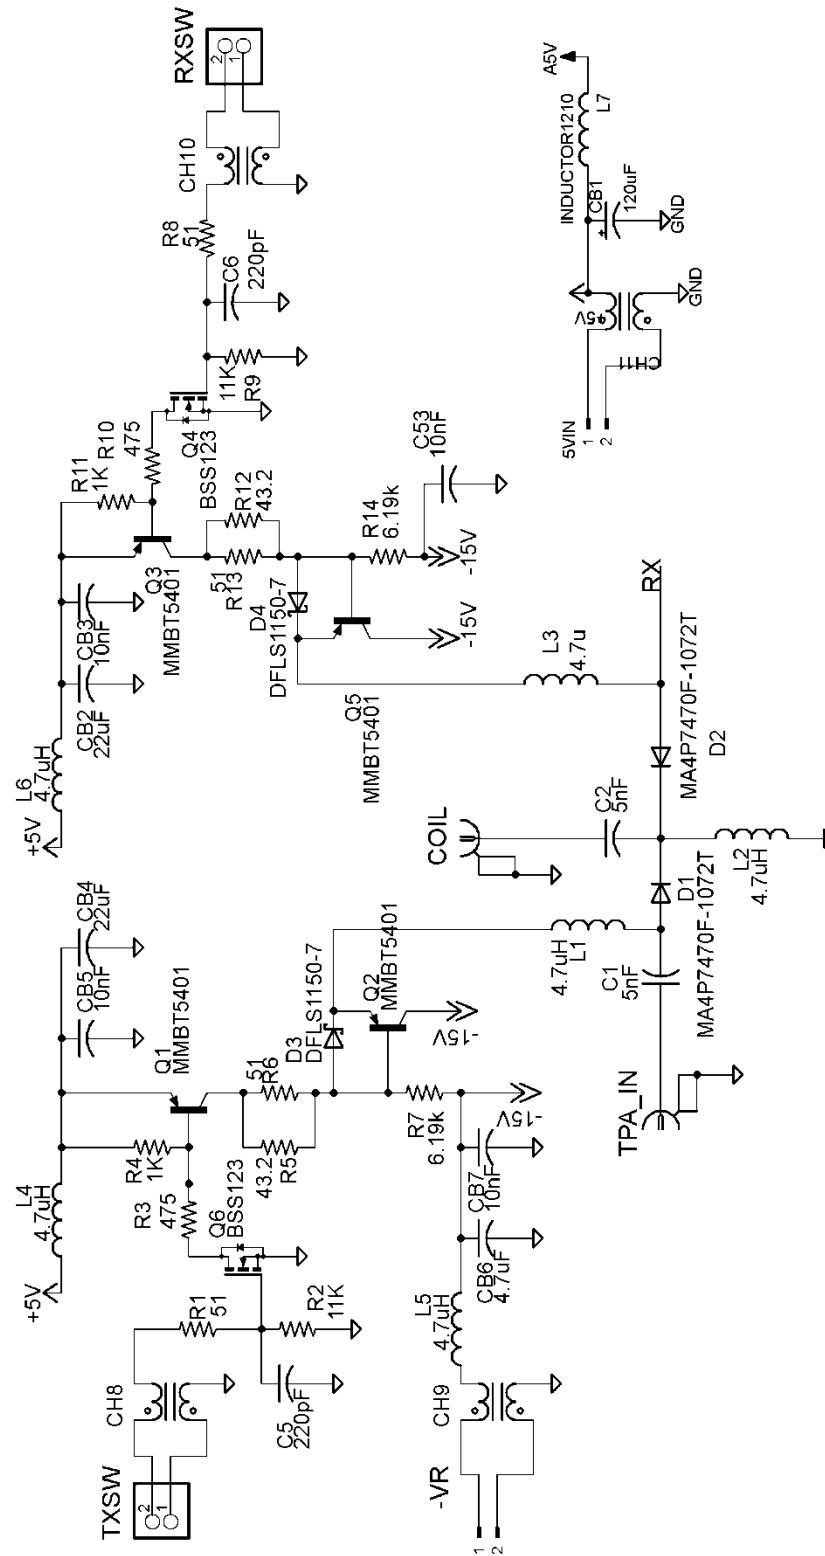 RXSW
2
1
CH10
R8
51
C6
220pF
11K
R9
Q4
BSS123
R10
475
R11
1K
R12
43.2
51
R13
R14
6.19k
C53
10nF
-15V
-15V
Q3
MMBT5401
CB3
10nF
CB2
22uF
D4
DFLS1150-7
Q5
MMBT5401
L6
4.7uH
+5V
L3
4.7u
RX
MA4P7470F-1072T
D2
C2
5nF
COIL
L2
4.7uH
A5V
INDUCTOR1210
L7
CB1
120uF
+
GND
GND
+5V
CH11
5VIN
1
2
CB4
22uF
CB5
10nF
Q1
MMBT5401
D3
DFLS1150-7
Q2
MMBT5401
-15V
51
R6
43.2
R5
R7
6.19k
-15V
R4
1K
R3
475
Q6
BSS123
L4
4.7uH
+5V
R1
51
R2
11K
C5
220pF
CH8
TXSW
2
1
CB7
10nF
CB6
4.7uF
L5
4.7uH
CH9
-VR
1
2
L1
4.7uH
D1
MA4P7470F-1072T
C1
5nF
TPA_IN